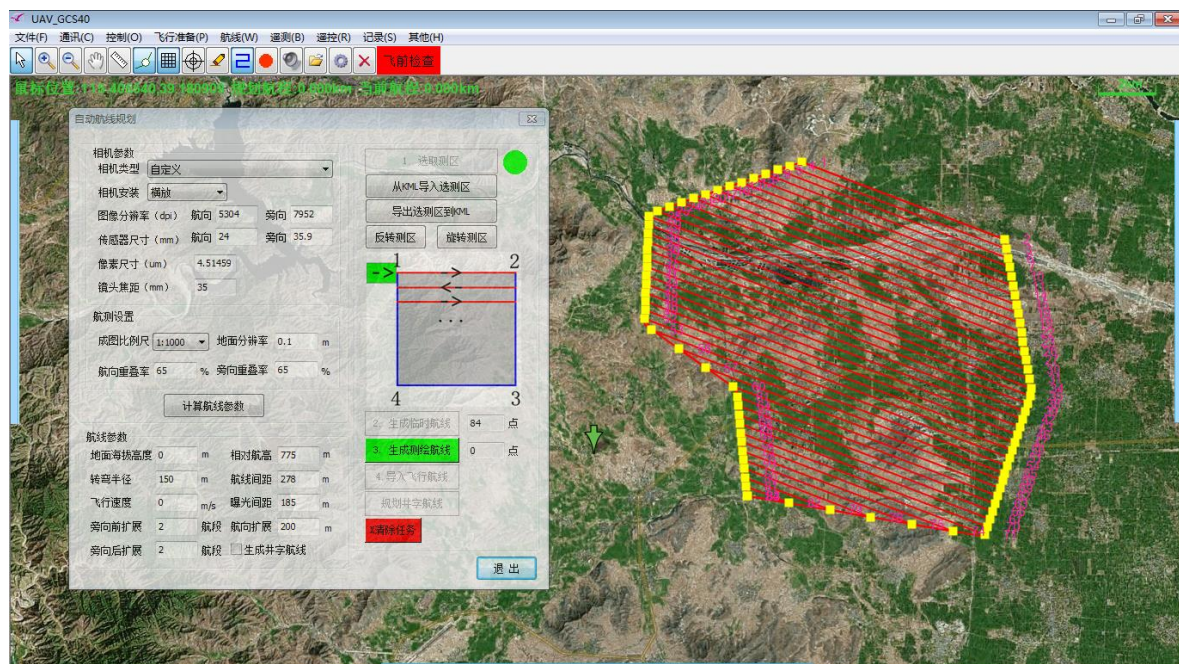 UAV_GCS40
文件(F) 通讯(C) 控制(O) 飞行准备(P) 航线(W) 遥测(B) 遥控(R) 记录(S) 其他(H)
飞前检查
自动航线规划
相机参数
相机类型 自定义
相机安装 横放
图像分辨率 (dpi) 航向 5304 旁向 7952
传感器尺寸 (mm) 航向 24 旁向 35.9
像素尺寸 (um) 4.51459
镜头焦距 (mm) 35
航测设置
成图比例尺 1:1000 地面分辨率 0.1 m
航向重叠率 65 % 旁向重叠率 65 %
计算航线参数
航线参数
地面海拔高度 0 m 相对航高 775 m
转弯半径 150 m 航线间距 278 m
飞行速度 0 m/s 曝光间距 185 m
旁向前扩展 2 航段 航向扩展 200 m
旁向后扩展 2 航段 生成井字航线
1. 选取测区
从KML导入选测区
导出选测区到KML
反转测区 旋转测区
1 2
->
...
4 3
2. 生成临时航线 84 点
3. 生成测绘航线 0 点
4.导入飞行航线
规划井字航线
清除任务
退 出